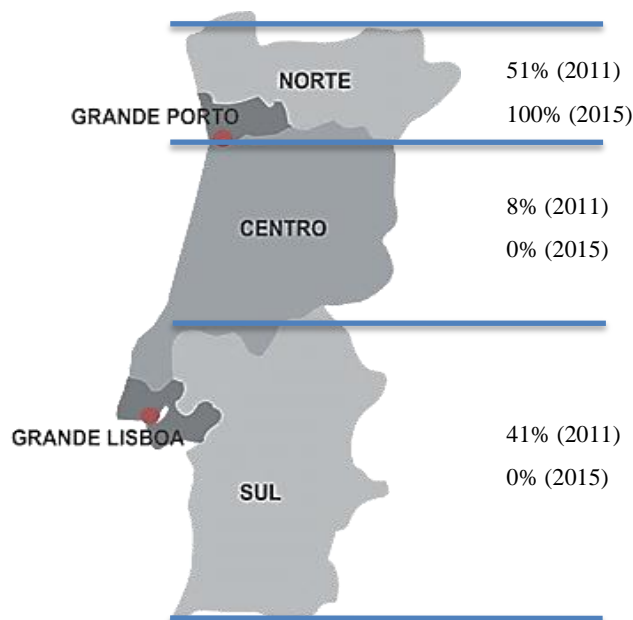 NORTE
51% (2011)
GRANDE PORTO
100% (2015)
CENTRO
8% (2011)
0% (2015)
GRANDE LISBOA
41% (2011)
SUL
0% (2015)